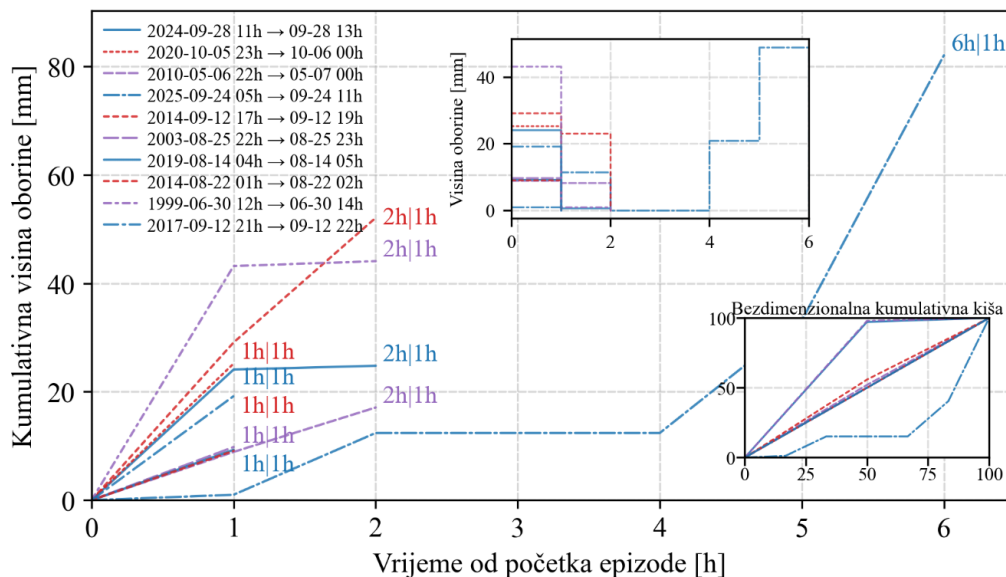 2024-09-28 11h → 09-28 13h
2020-10-05 23h → 10-06 00h
2010-05-06 22h → 05-07 00h
2025-09-24 05h → 09-24 11h
2014-09-12 17h → 09-12 19h
2003-08-25 22h → 08-25 23h
2019-08-14 04h → 08-14 05h
2014-08-22 01h → 08-22 02h
1999-06-30 12h → 06-30 14h
2017-09-12 21h → 09-12 22h
Kumulativna visina oborine [mm]
80
60
40
20
0
0
1
2
3
4
5
6
Vrijeme od početka epizode [h]
2h|1h
2h|1h
1h|1h
2h|1h
1h|1h
1h|1h
2h|1h
1h|1h
1h|1h
6h|1h
Visina oborine [mm]
40
20
0
0
2
4
6
Bezdimenzionalna kumulativna kiša
100
50
0
0
25
50
75
100